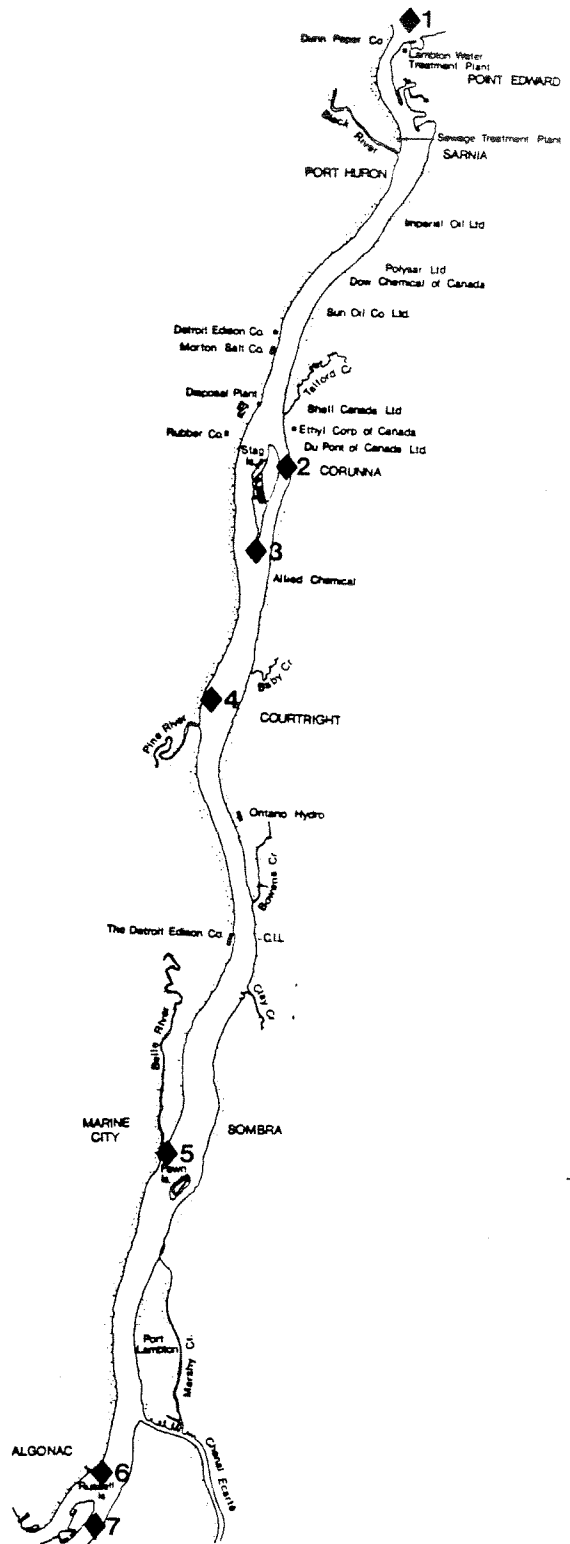 1
Dunn Paper Co
Lambton Water
Treatment Plant
POINT EDWARD
Black River
Sewage Treatment Plant
SARNIA
PORT HURON
Imperial Oil Ltd
Polysar Ltd
Dow Chemical of Canada
Sun Oil Co Ltd.
Detroit Edison Co.
Morton Salt Co.
Talford Cr
Disposal Plant
Shell Canada Ltd
Rubber Co.
Ethyl Corp of Canada
Du Pont of Canada Ltd.
Stag
Is
2
CORUNNA
3
Allied Chemical
Baby Cr
4
COURTRIGHT
Pine River
Ontario Hydro
Bowens Cr
The Detroit Edison Co.
C.I.L.
Clay Cr
Belle River
MARINE
CITY
SOMBRA
5
Fawn
Is
Port
Lambton
Marshy Cr.
ALGONAC
6
Chenal Ecarte
Russell
Is
7